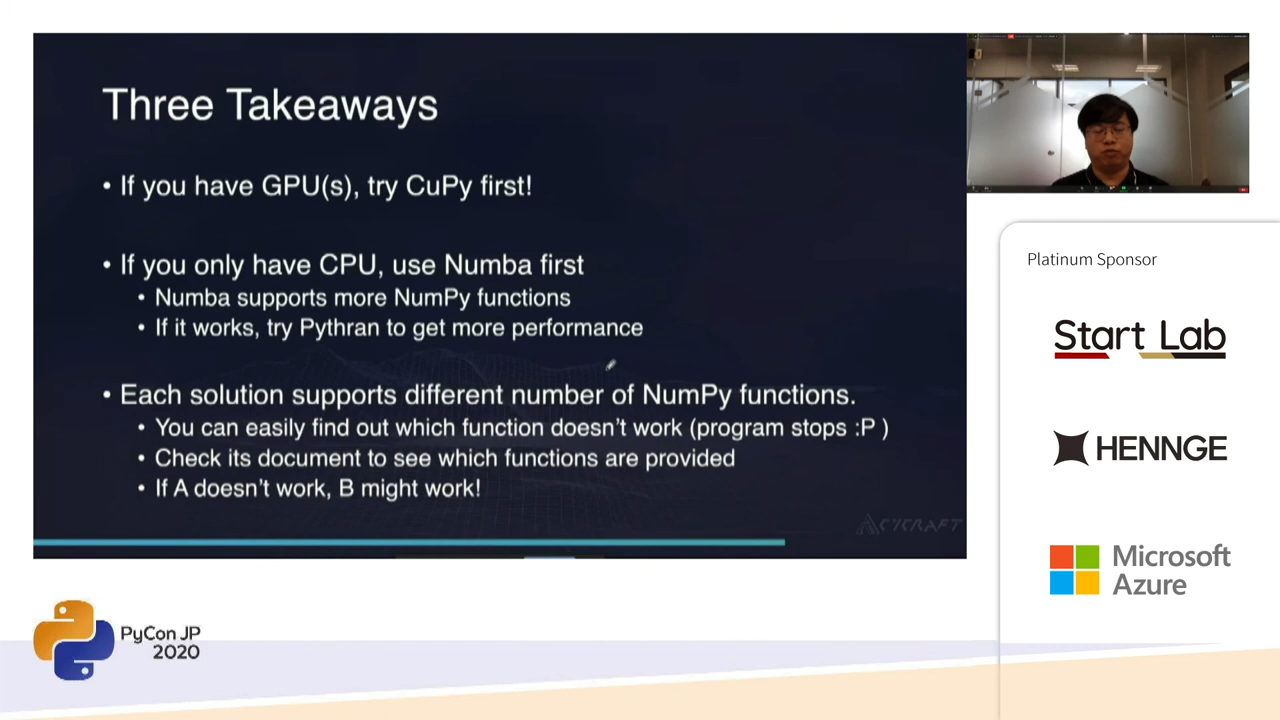 Three Takeaways
• If you have GPU(s), try CuPy first!
• If you only have CPU, use Numba first
• Numba supports more NumPy functions
• If it works, try Pythran to get more performance
• Each solution supports different number of NumPy functions.
• You can easily find out which function doesn't work (program stops :P )
• Check its document to see which functions are provided
• If A doesn't work, B might work!
CYCRAFT
Platinum Sponsor
Start Lab
HENNGE
Microsoft
Azure
PyCon JP
2020